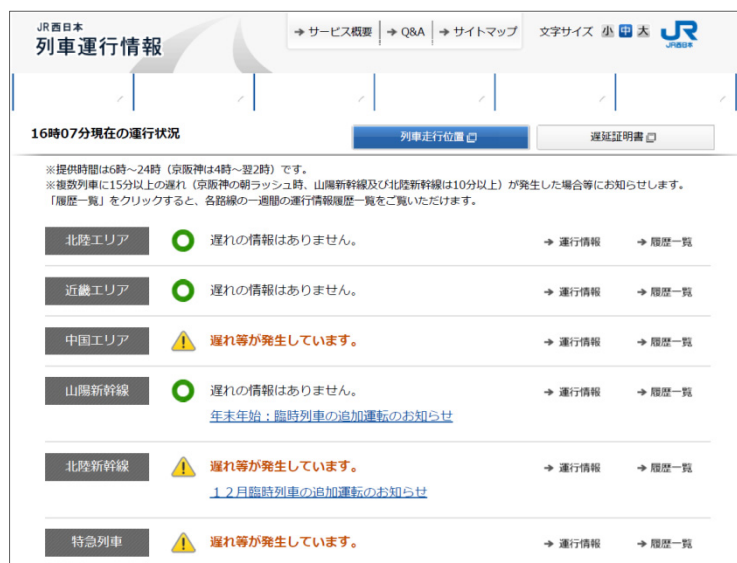 JR西日本
列車運行情報
サービス概要
Q&A
サイトマップ
文字サイズ 小 中 大
JR
JR西日本
16時07分現在の運行状況
列車走行位置
遅延証明書
※提供時間は6時～24時（京阪神は4時～翌2時）です。
※複数列車に15分以上の遅れ（京阪神の朝ラッシュ時、山陽新幹線及び北陸新幹線は10分以上）が発生した場合等にお知らせします。
「履歴一覧」をクリックすると、各路線の一週間の運行情報履歴一覧をご覧いただけます。
北陸エリア 遅れの情報はありません。 運行情報 履歴一覧
近畿エリア 遅れの情報はありません。 運行情報 履歴一覧
中国エリア 遅れ等が発生しています。 運行情報 履歴一覧
山陽新幹線 遅れの情報はありません。 運行情報 履歴一覧
年末年始：臨時列車の追加運転のお知らせ
北陸新幹線 遅れ等が発生しています。 運行情報 履歴一覧
１２月臨時列車の追加運転のお知らせ
特急列車 遅れ等が発生しています。 運行情報 履歴一覧